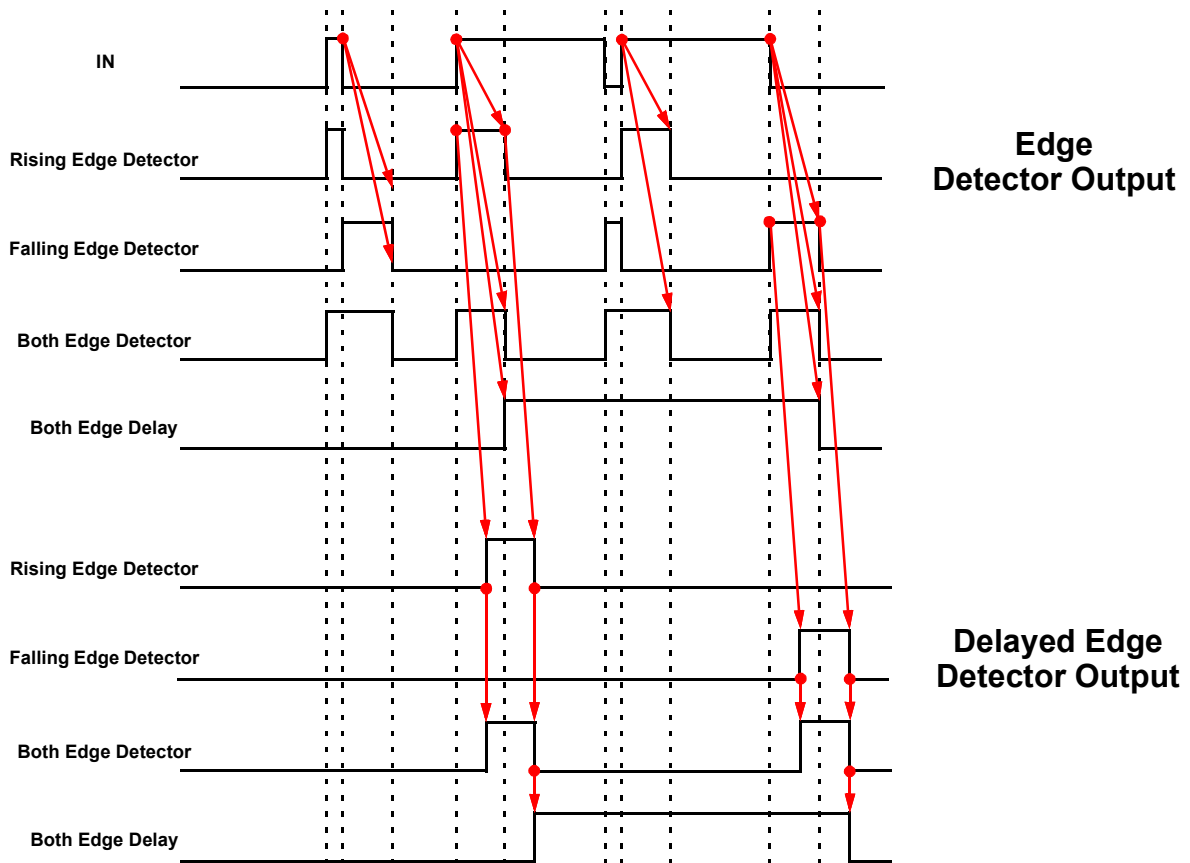 IN
Rising Edge Detector
Edge
Detector Output
Falling Edge Detector
Both Edge Detector
Both Edge Delay
Rising Edge Detector
Falling Edge Detector
Delayed Edge
Detector Output
Both Edge Detector
Both Edge Delay